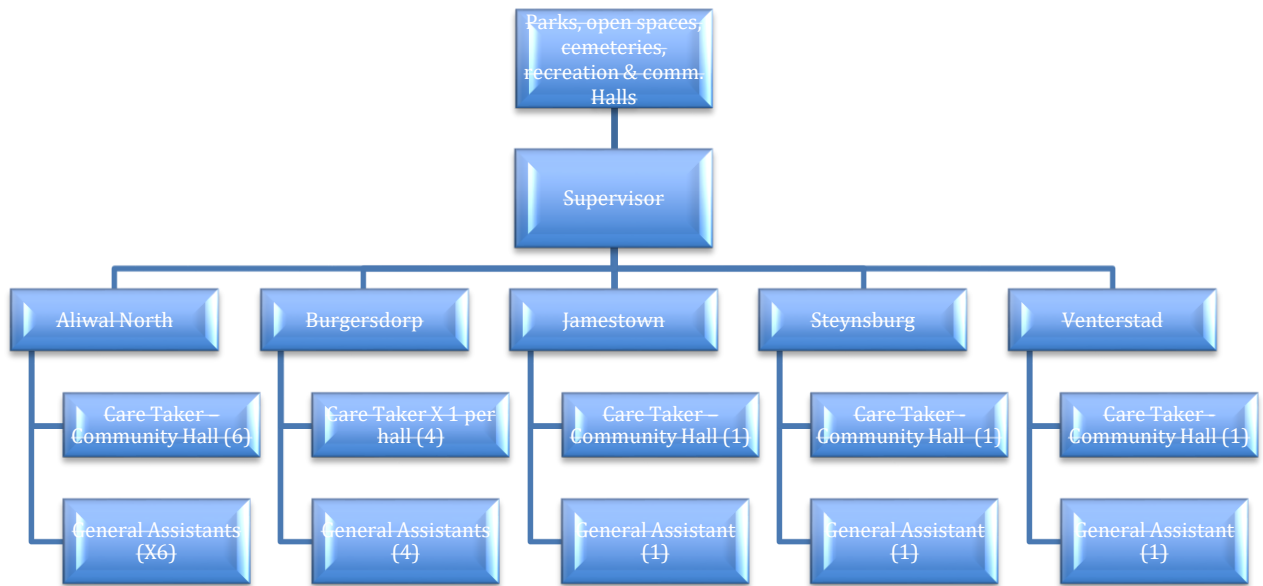 Parks, open spaces,
cemeteries,
recreation & comm.
Halls
Supervisor
Aliwal North
Burgersdorp
Jamestown
Steynsburg
Venterstad
Care Taker –
Community Hall (6)
Care Taker X 1 per
hall (4)
Care Taker –
Community Hall (1)
Care Taker -
Community Hall (1)
Care Taker -
Community Hall (1)
General Assistants
(X6)
General Assistants
(4)
General Assistant
(1)
General Assistant
(1)
General Assistant
(1)